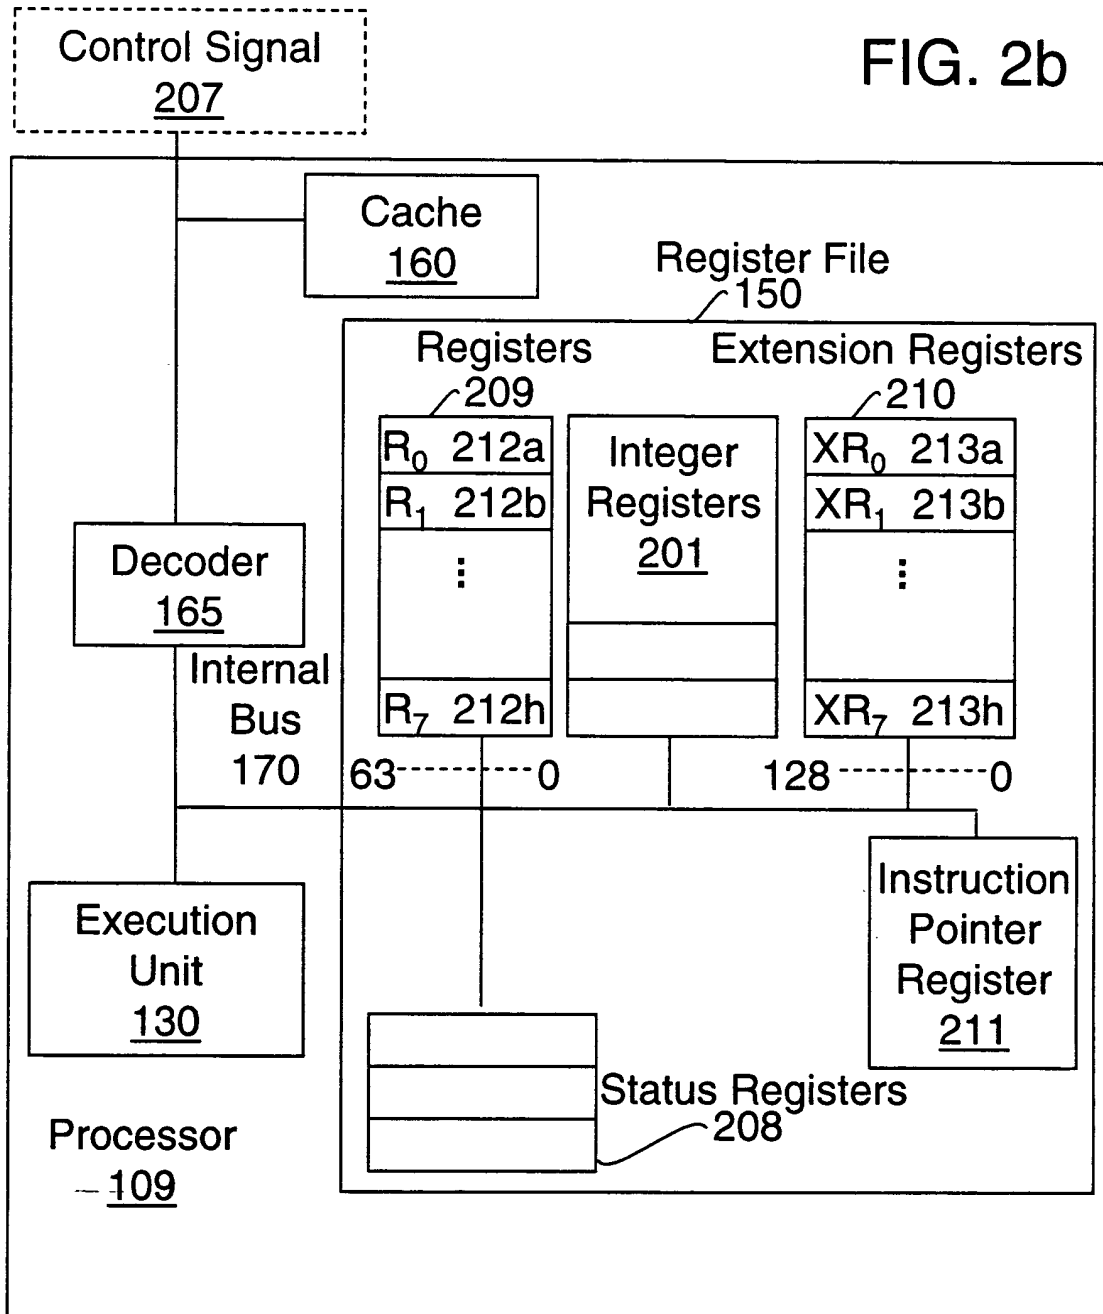 Control Signal
207
FIG. 2b
Cache
160
Register File
150
Registers
209
Extension Registers
210
R0 212a
R1 212b
⋮
R7 212h
63 0
Integer
Registers
201
XR0 213a
XR1 213b
⋮
XR7 213h
128 0
Decoder
165
Internal
Bus
170
Execution
Unit
130
Instruction
Pointer
Register
211
Status Registers
208
Processor
109